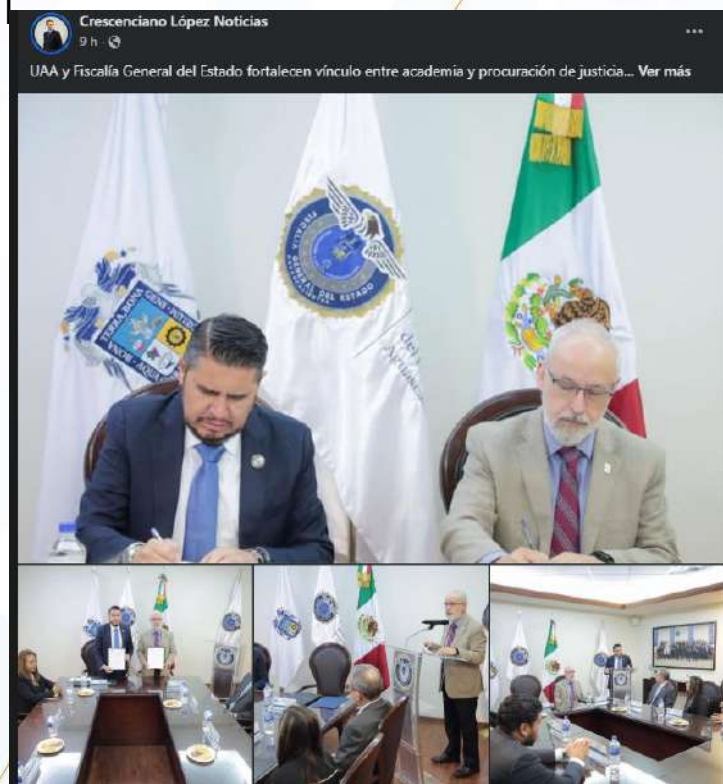 Crescenciano López Noticias
9 h
UAA y Fiscalía General del Estado fortalecen vínculo entre academia y procuración de justicia... Ver más
FISCALÍA GENERAL DEL ESTADO